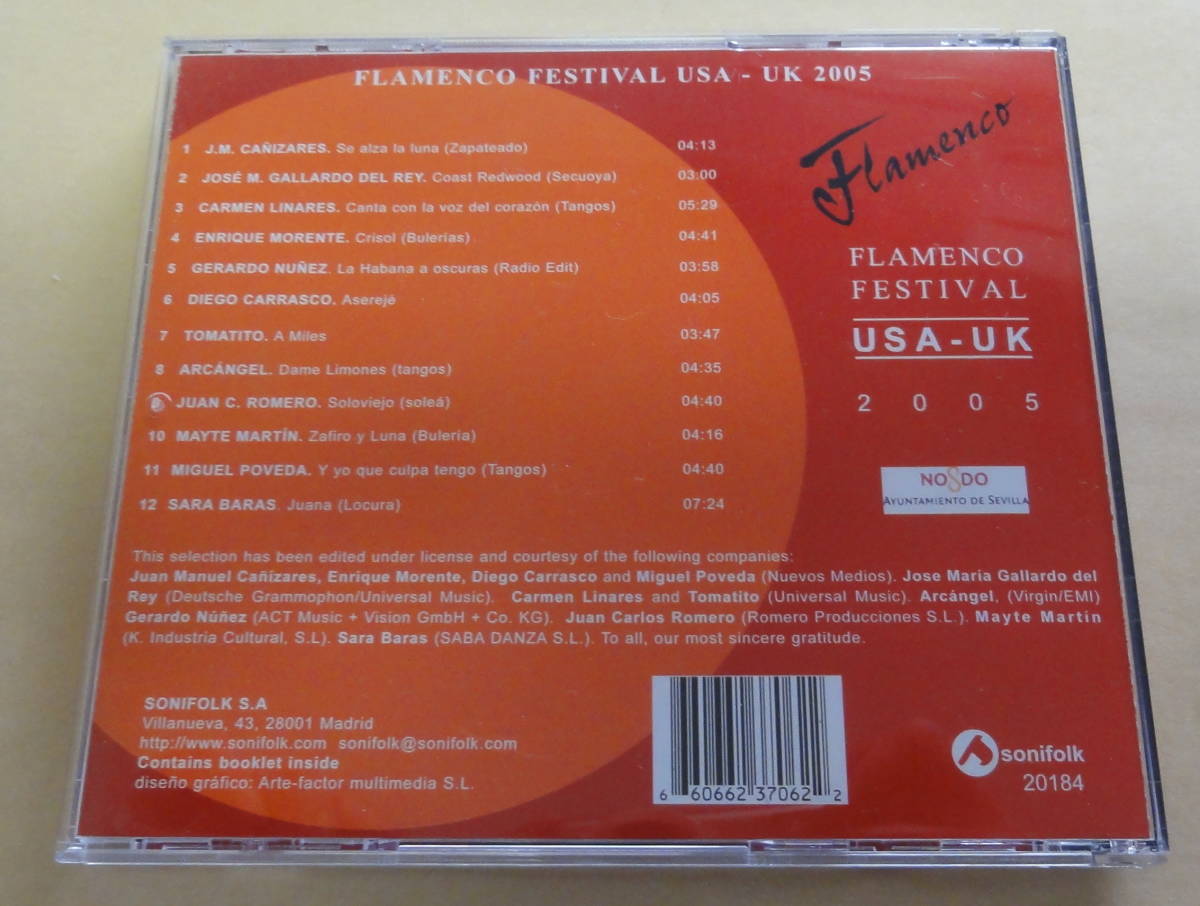 FLAMENCO FESTIVAL USA - UK 2005
1 J.M. CAÑIZARES. Se alza la luna (Zapateado) 04:13
2 JOSÉ M. GALLARDO DEL REY. Coast Redwood (Secuoya) 03:00
3 CARMEN LINARES. Canta con la voz del corazón (Tangos) 05:29
4 ENRIQUE MORENTE. Crisol (Bulerías) 04:41
5 GERARDO NUÑEZ. La Habana a oscuras (Radio Edit) 03:58
6 DIEGO CARRASCO. Aserejé 04:05
7 TOMATITO. A Miles 03:47
8 ARCÁNGEL. Dame Limones (tangos) 04:35
9 JUAN C. ROMERO. Soloviejo (soleá) 04:40
10 MAYTE MARTÍN. Zafiro y Luna (Bulería) 04:16
11 MIGUEL POVEDA. Y yo que culpa tengo (Tangos) 04:40
12 SARA BARAS. Juana (Locura) 07:24
Flamenco
FLAMENCO
FESTIVAL
USA-UK
2005
NO8DO
AYUNTAMIENTO DE SEVILLA
This selection has been edited under license and courtesy of the following companies:
Juan Manuel Cañizares, Enrique Morente, Diego Carrasco and Miguel Poveda (Nuevos Medios). Jose Maria Gallardo del
Rey (Deutsche Grammophon/Universal Music). Carmen Linares and Tomatito (Universal Music). Arcángel, (Virgin/EMI)
Gerardo Núñez (ACT Music + Vision GmbH + Co. KG). Juan Carlos Romero (Romero Producciones S.L.). Mayte Martín
(K. Industria Cultural, S.L). Sara Baras (SABA DANZA S.L.). To all, our most sincere gratitude.
SONIFOLK S.A
Villanueva, 43, 28001 Madrid
http://www.sonifolk.com sonifolk@sonifolk.com
Contains booklet inside
diseño gráfico: Arte-factor multimedia S.L.
6 60662 37062 2
sonifolk
20184